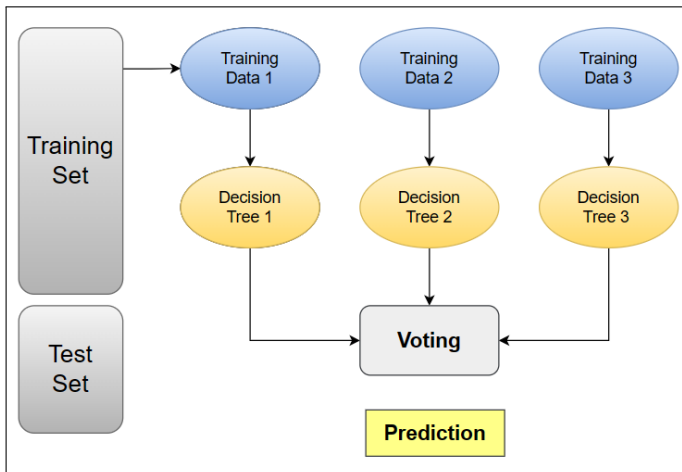 Training
Set
Training
Data 1
Training
Data 2
Training
Data 3
Decision
Tree 1
Decision
Tree 2
Decision
Tree 3
Test
Set
Voting
Prediction